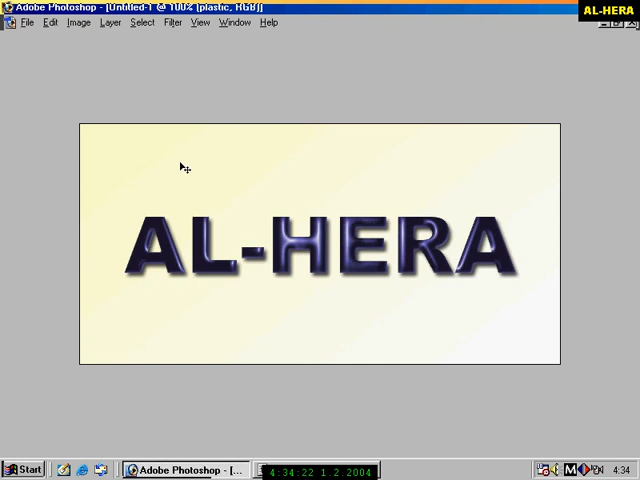 Adobe Photoshop - [Untitled-1 @ 100% (plastic, RGB)]
AL-HERA
File Edit Image Layer Select Filter View Window Help
AL-HERA
Start
Adobe Photoshop - [...
4:34:22 1.2.2004
M
4:34